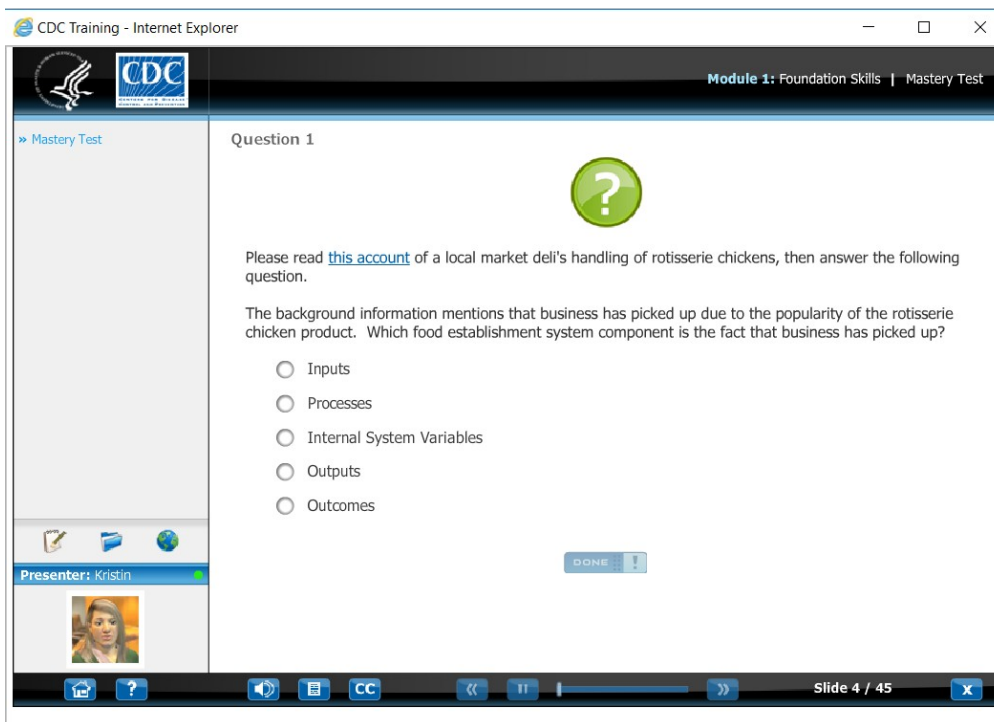 CDC Training - Internet Explorer
CDC
Module 1: Foundation Skills | Mastery Test
» Mastery Test
Question 1
?
Please read this account of a local market deli's handling of rotisserie chickens, then answer the following
question.
The background information mentions that business has picked up due to the popularity of the rotisserie
chicken product. Which food establishment system component is the fact that business has picked up?
Inputs
Processes
Internal System Variables
Outputs
Outcomes
DONE !
Presenter: Kristin
? CC Slide 4 / 45 X